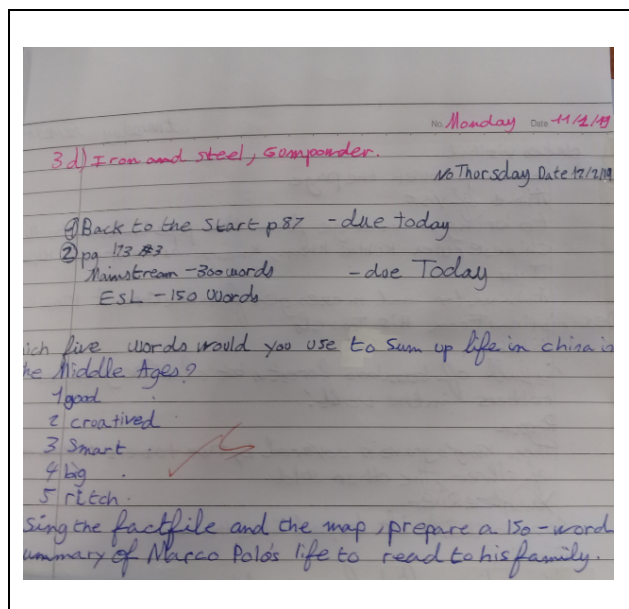 No. Monday Date 11/2/19
3d) Iron and steel, Gompowder.
No Thorsday Date 12/2/19
① Back to the Start p87 - due today
② pg 173 #3
Mainstream - 300 words - due Today
ESL - 150 words
ich five words would you use to sum up life in china in
he Middle Ages?
1 good
2 croatived
3 Smart
4 big
5 ritch.
sing the factfile and the map, prepare a 150-word
ummary of Marco Polo's life to read to his family.